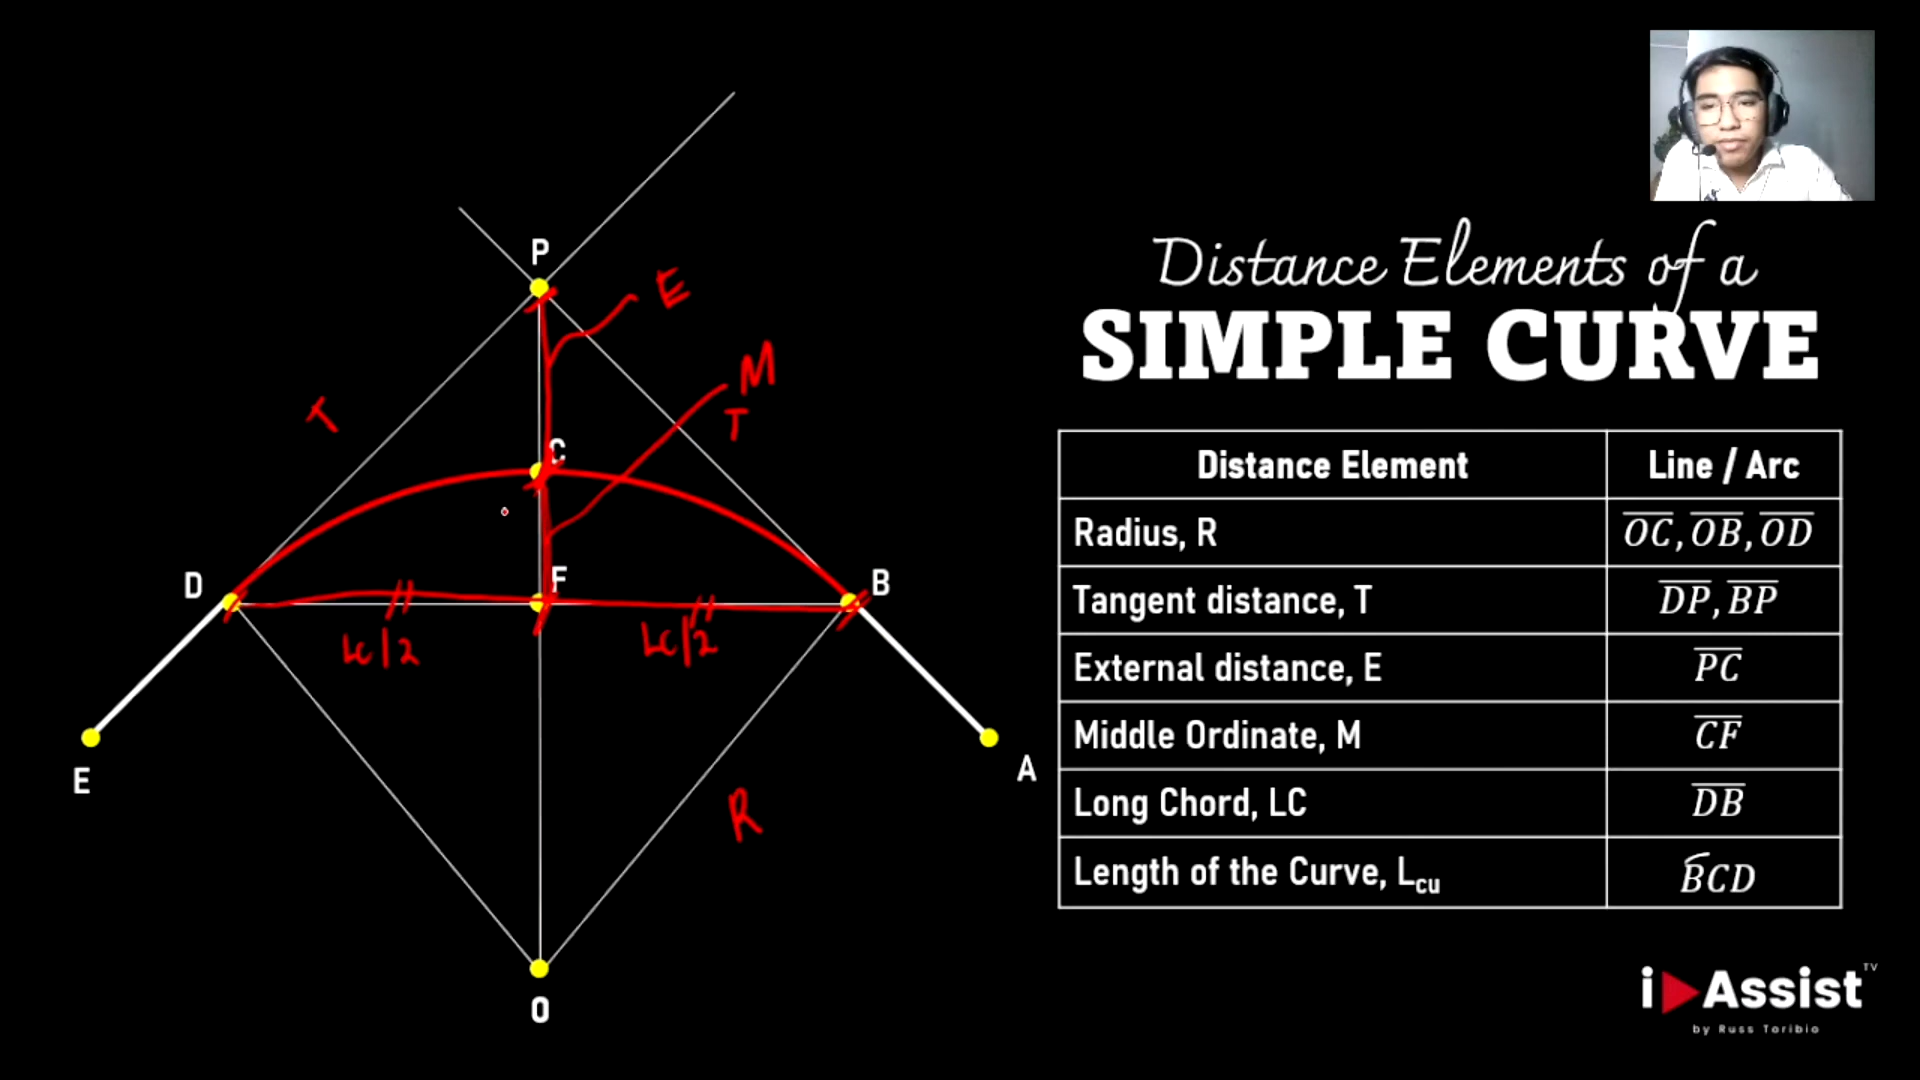 P
E
M
T
T
C
D
F
B
Lc/2
Lc/2
E
A
R
O
Distance Elements of a
SIMPLE CURVE
Distance Element Line / Arc
Radius, R OC, OB, OD
Tangent distance, T DP, BP
External distance, E PC
Middle Ordinate, M CF
Long Chord, LC DB
Length of the Curve, Lcu BCD
i Assist TV
by Russ Toribio